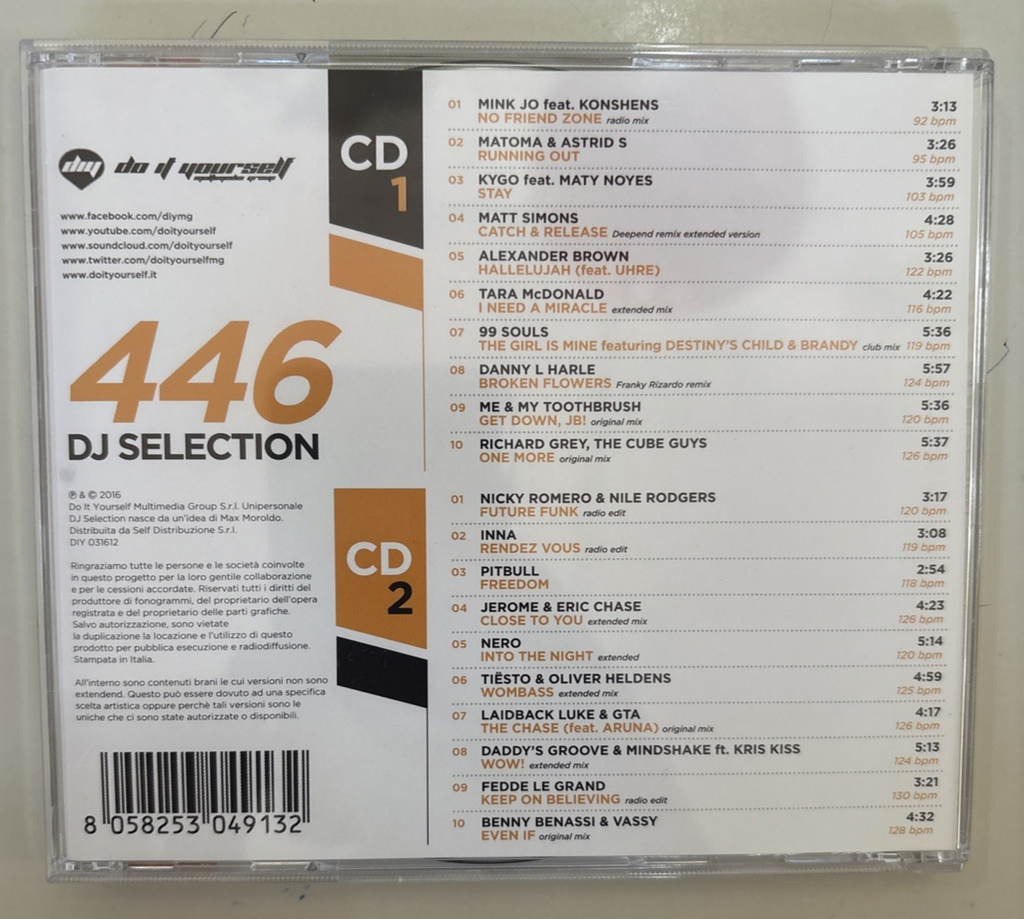 diy do it yourself
multimedia group
www.facebook.com/diymg
www.youtube.com/doityourself
www.soundcloud.com/doityourself
www.twitter.com/doityourselfmg
www.doityourself.it
446
DJ SELECTION
℗ & © 2016
Do It Yourself Multimedia Group S.r.l. Unipersonale
DJ Selection nasce da un'idea di Max Moroldo.
Distribuita da Self Distribuzione S.r.l.
DIY 031612
Ringraziamo tutte le persone e le società coinvolte
in questo progetto per la loro gentile collaborazione
e per le cessioni accordate. Riservati tutti i diritti del
produttore di fonogrammi, del proprietario dell'opera
registrata e del proprietario delle parti grafiche.
Salvo autorizzazione, sono vietate
la duplicazione la locazione e l'utilizzo di questo
prodotto per pubblica esecuzione e radiodiffusione.
Stampata in Italia.
All'interno sono contenuti brani le cui versioni non sono
extendend. Questo può essere dovuto ad una specifica
scelta artistica oppure perchè tali versioni sono le
uniche che ci sono state autorizzate o disponibili.
8 058253 049132
CD
1
01 MINK JO feat. KONSHENS 3:13
NO FRIEND ZONE radio mix 92 bpm
02 MATOMA & ASTRID S 3:26
RUNNING OUT 95 bpm
03 KYGO feat. MATY NOYES 3:59
STAY 103 bpm
04 MATT SIMONS 4:28
CATCH & RELEASE Deepend remix extended version 105 bpm
05 ALEXANDER BROWN 3:26
HALLELUJAH (feat. UHRE) 122 bpm
06 TARA McDONALD 4:22
I NEED A MIRACLE extended mix 116 bpm
07 99 SOULS 5:36
THE GIRL IS MINE featuring DESTINY'S CHILD & BRANDY club mix 119 bpm
08 DANNY L HARLE 5:57
BROKEN FLOWERS Franky Rizardo remix 124 bpm
09 ME & MY TOOTHBRUSH 5:36
GET DOWN, JB! original mix 120 bpm
10 RICHARD GREY, THE CUBE GUYS 5:37
ONE MORE original mix 126 bpm
CD
2
01 NICKY ROMERO & NILE RODGERS 3:17
FUTURE FUNK radio edit 120 bpm
02 INNA 3:08
RENDEZ VOUS radio edit 119 bpm
03 PITBULL 2:54
FREEDOM 118 bpm
04 JEROME & ERIC CHASE 4:23
CLOSE TO YOU extended mix 126 bpm
05 NERO 5:14
INTO THE NIGHT extended 120 bpm
06 TIËSTO & OLIVER HELDENS 4:59
WOMBASS extended mix 125 bpm
07 LAIDBACK LUKE & GTA 4:17
THE CHASE (feat. ARUNA) original mix 126 bpm
08 DADDY'S GROOVE & MINDSHAKE ft. KRIS KISS 5:13
WOW! extended mix 124 bpm
09 FEDDE LE GRAND 3:21
KEEP ON BELIEVING radio edit 130 bpm
10 BENNY BENASSI & VASSY 4:32
EVEN IF original mix 128 bpm